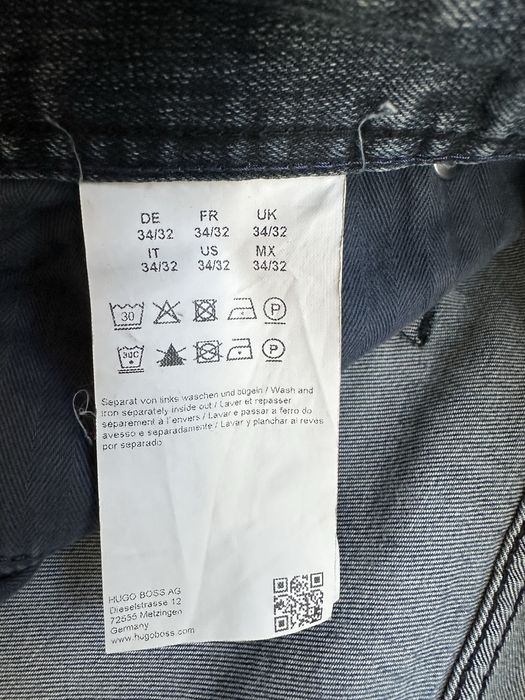 DE FR UK
34/32 34/32 34/32
IT US MX
34/32 34/32 34/32
30 P
30C P
Separat von links waschen und bügeln / Wash and
iron separately inside out / Laver et repasser
séparément à l'envers / Lavar e passar a ferro do
avesso e separadamente / Lavar y planchar al revés
por separado
HUGO BOSS AG
Dieselstrasse 12
72555 Metzingen
Germany
www.hugoboss.com